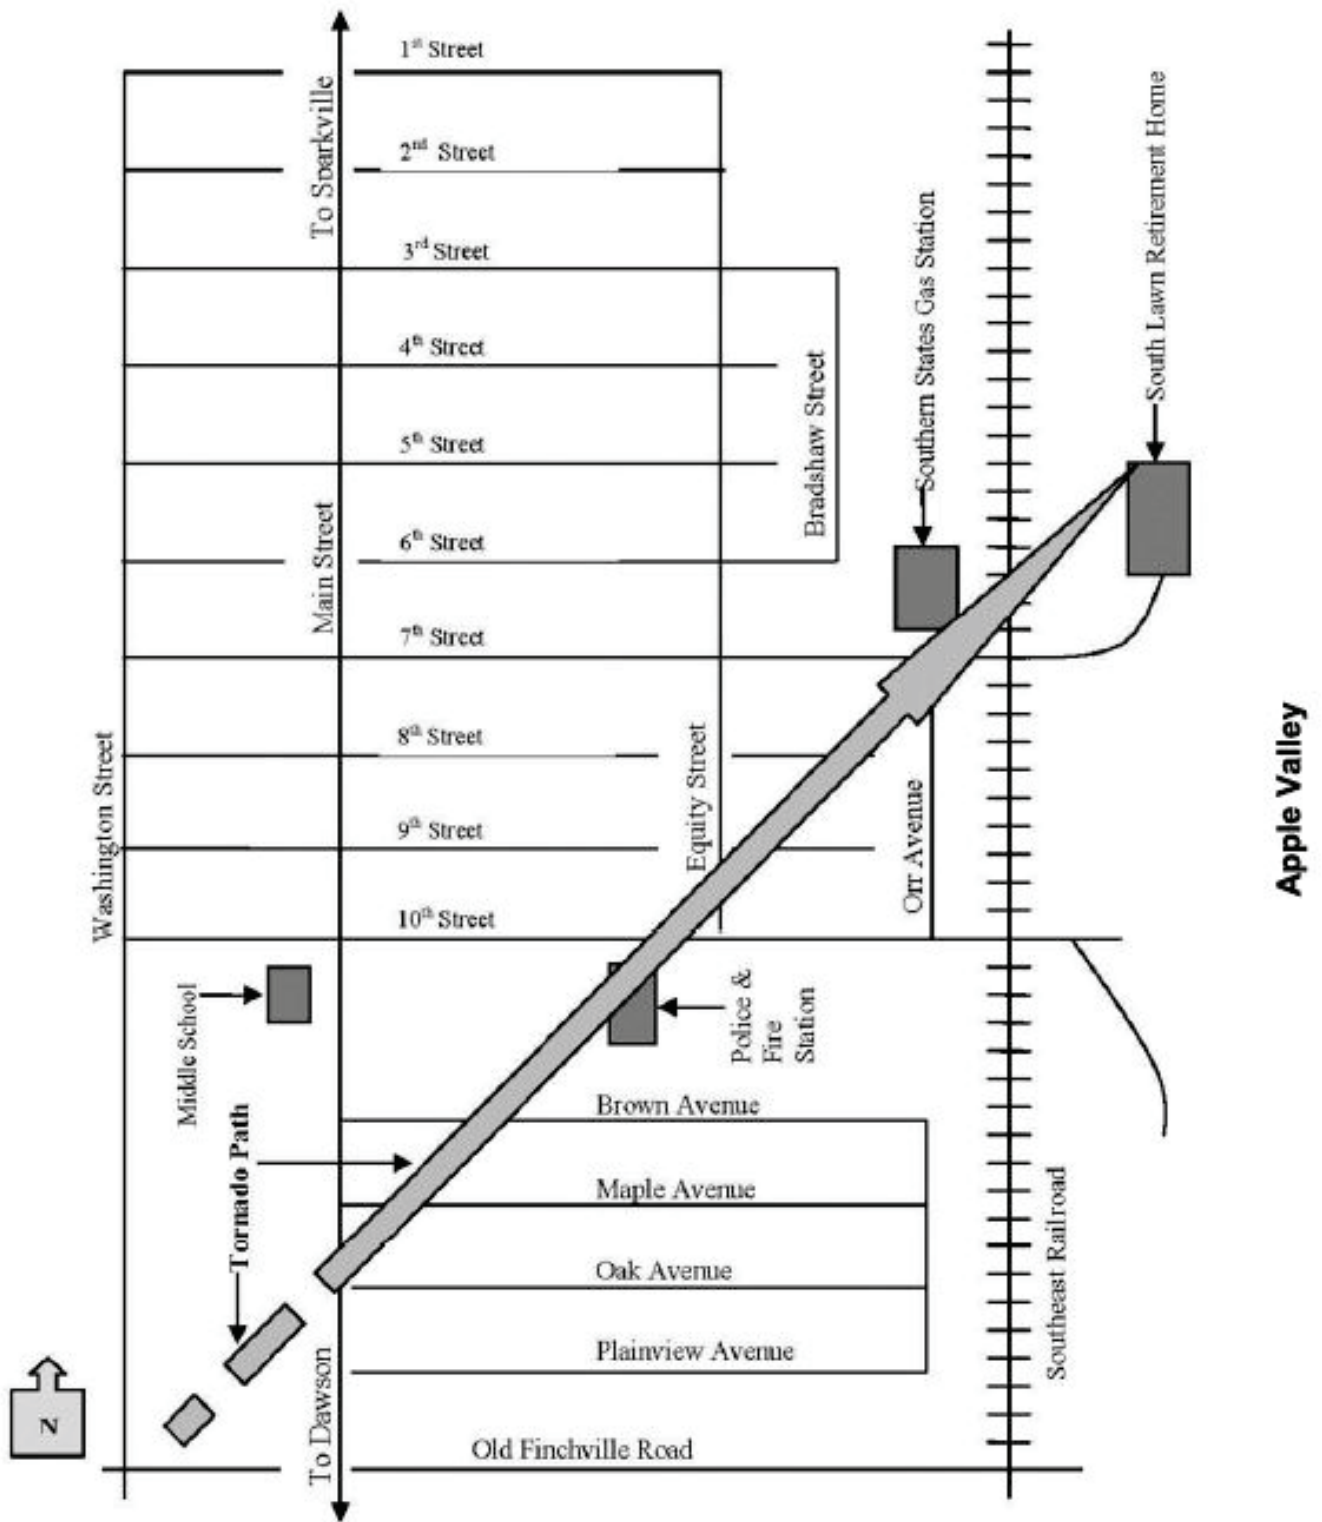 1st Street
To Sparkville
2nd Street
3rd Street
4th Street
5th Street
6th Street
Main Street
7th Street
8th Street
9th Street
10th Street
Bradshaw Street
Southern States Gas Station
South Lawn Retirement Home
Washington Street
Equity Street
Orr Avenue
Apple Valley
Middle School
Police &
Fire
Station
Tornado Path
Brown Avenue
Maple Avenue
Oak Avenue
Plainview Avenue
Southeast Railroad
To Dawson
Old Finchville Road
N